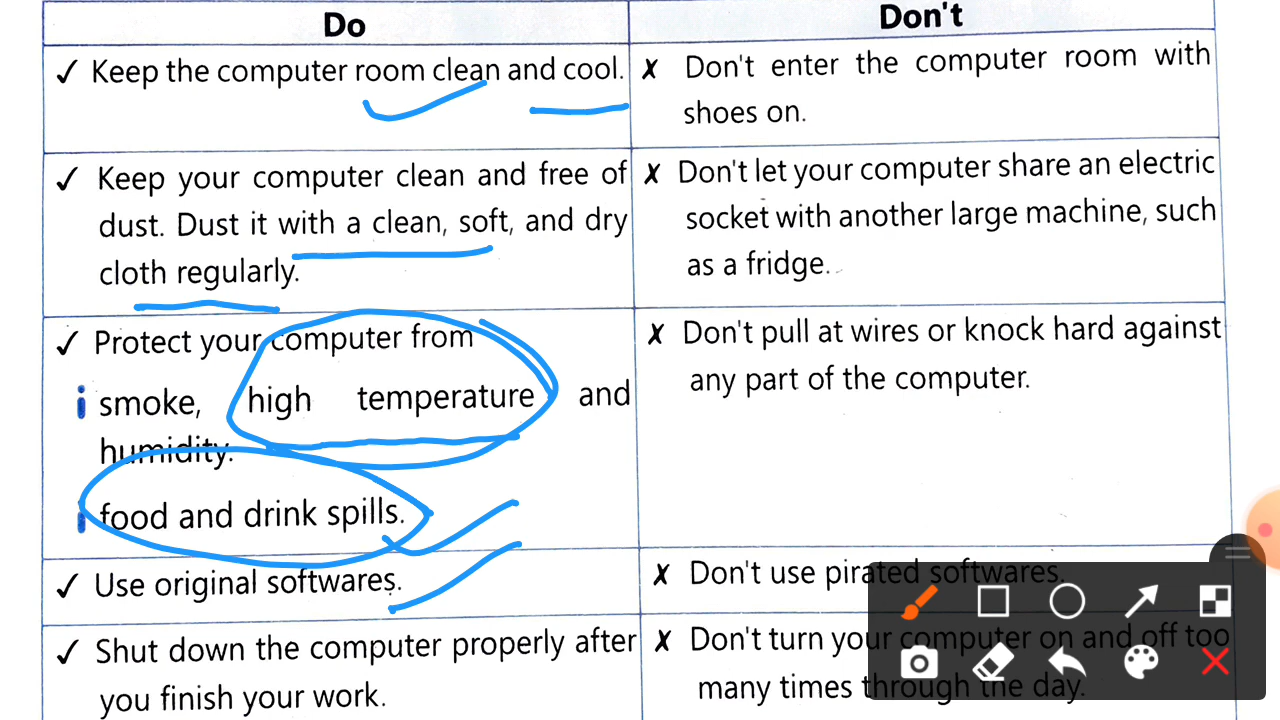 Do
Don't
✓ Keep the computer room clean and cool.
✗ Don't enter the computer room with
shoes on.
✓ Keep your computer clean and free of
dust. Dust it with a clean, soft, and dry
cloth regularly.
✗ Don't let your computer share an electric
socket with another large machine, such
as a fridge.
✓ Protect your computer from
smoke, high temperature and
humidity.
food and drink spills.
✗ Don't pull at wires or knock hard against
any part of the computer.
✓ Use original softwares.
✗ Don't use pirated softwares.
✓ Shut down the computer properly after
you finish your work.
✗ Don't turn your computer on and off too
many times through the day.